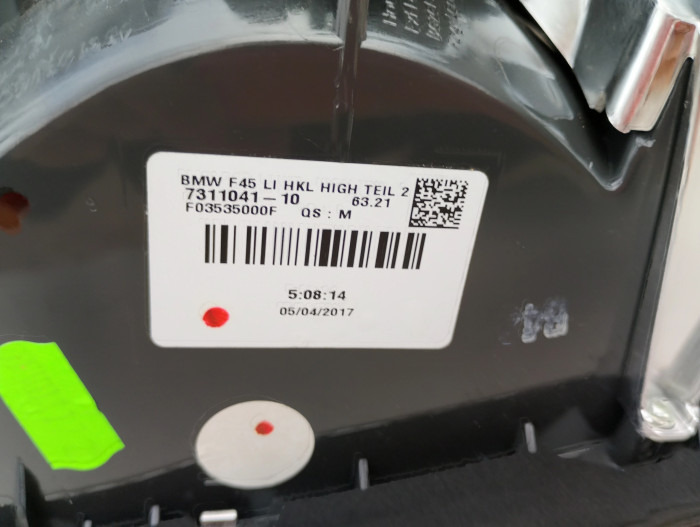 BMW F45 LI HKL HIGH TEIL 2
7311041-10 63.21
F03535000F QS : M
5:08:14
05/04/2017